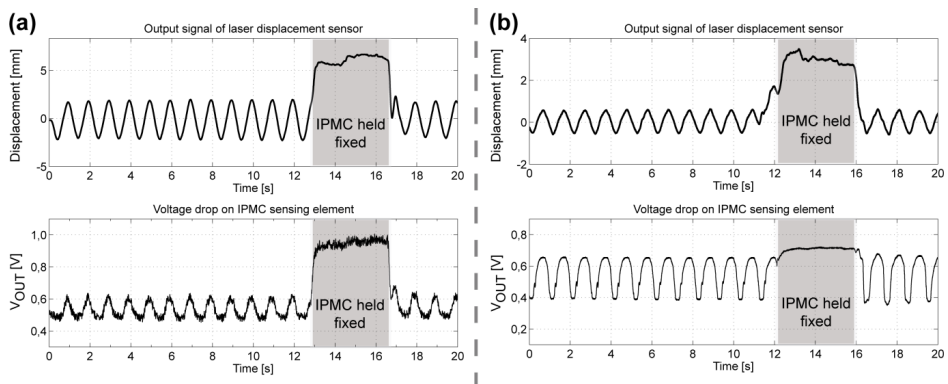 (a)
Output signal of laser displacement sensor
Displacement [mm]
5
0
-5
IPMC held
fixed
0 2 4 6 8 10 12 14 16 18 20
Time [s]
Voltage drop on IPMC sensing element
VOUT [V]
1,0
0,8
0,6
0,4
IPMC held
fixed
0 2 4 6 8 10 12 14 16 18 20
Time [s]
(b)
Output signal of laser displacement sensor
Displacement [mm]
4
2
0
-2
IPMC held
fixed
0 2 4 6 8 10 12 14 16 18 20
Time [s]
Voltage drop on IPMC sensing element
VOUT [V]
0,8
0,6
0,4
0,2
IPMC held
fixed
0 2 4 6 8 10 12 14 16 18 20
Time [s]